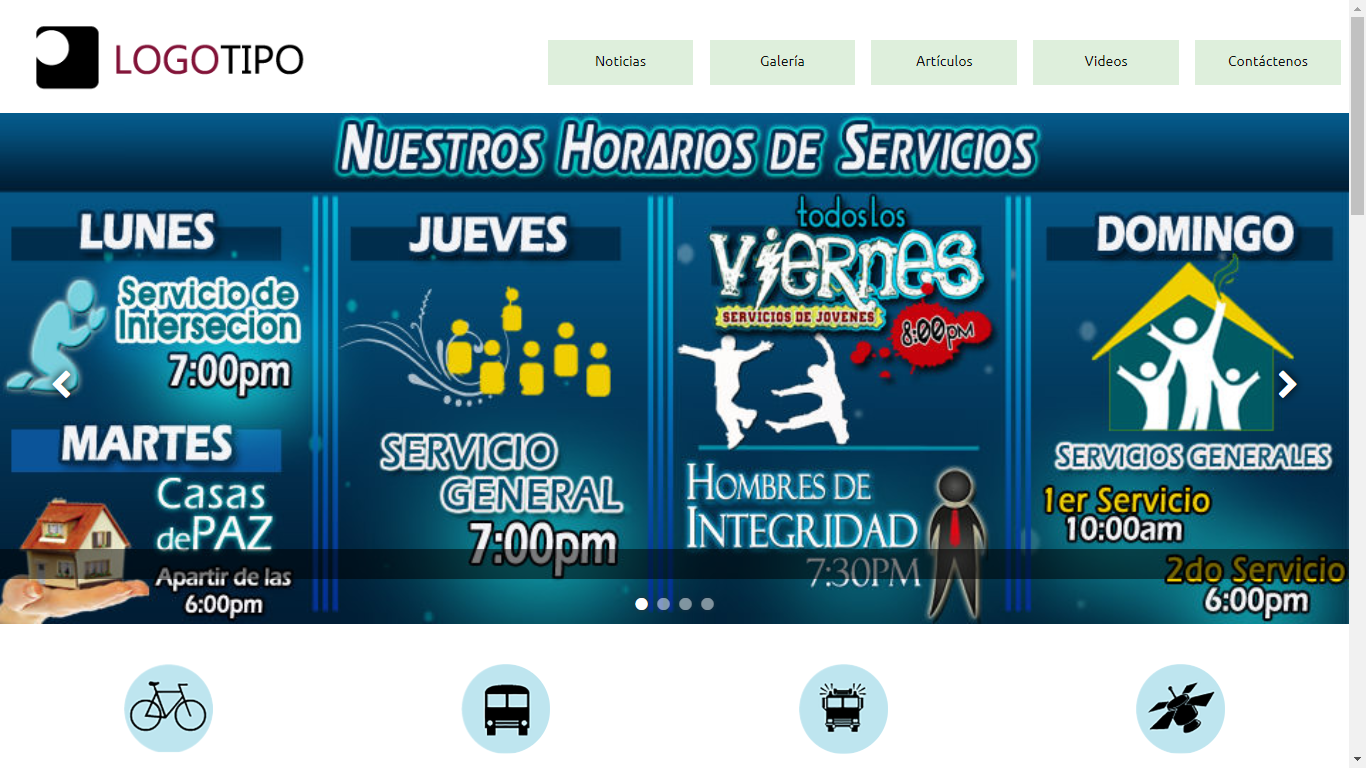 LOGOTIPO
Noticias
Galería
Artículos
Videos
Contáctenos
NUESTROS HORARIOS DE SERVICIOS
LUNES
Servicio de
Intersecion
7:00pm
MARTES
Casas
de PAZ
Apartir de las
6:00pm
JUEVES
SERVICIO
GENERAL
7:00pm
todos los
VIERNES
SERVICIOS DE JOVENES
8:00pm
HOMBRES DE
INTEGRIDAD
7:30PM
DOMINGO
SERVICIOS GENERALES
1er Servicio
10:00am
2do Servicio
6:00pm